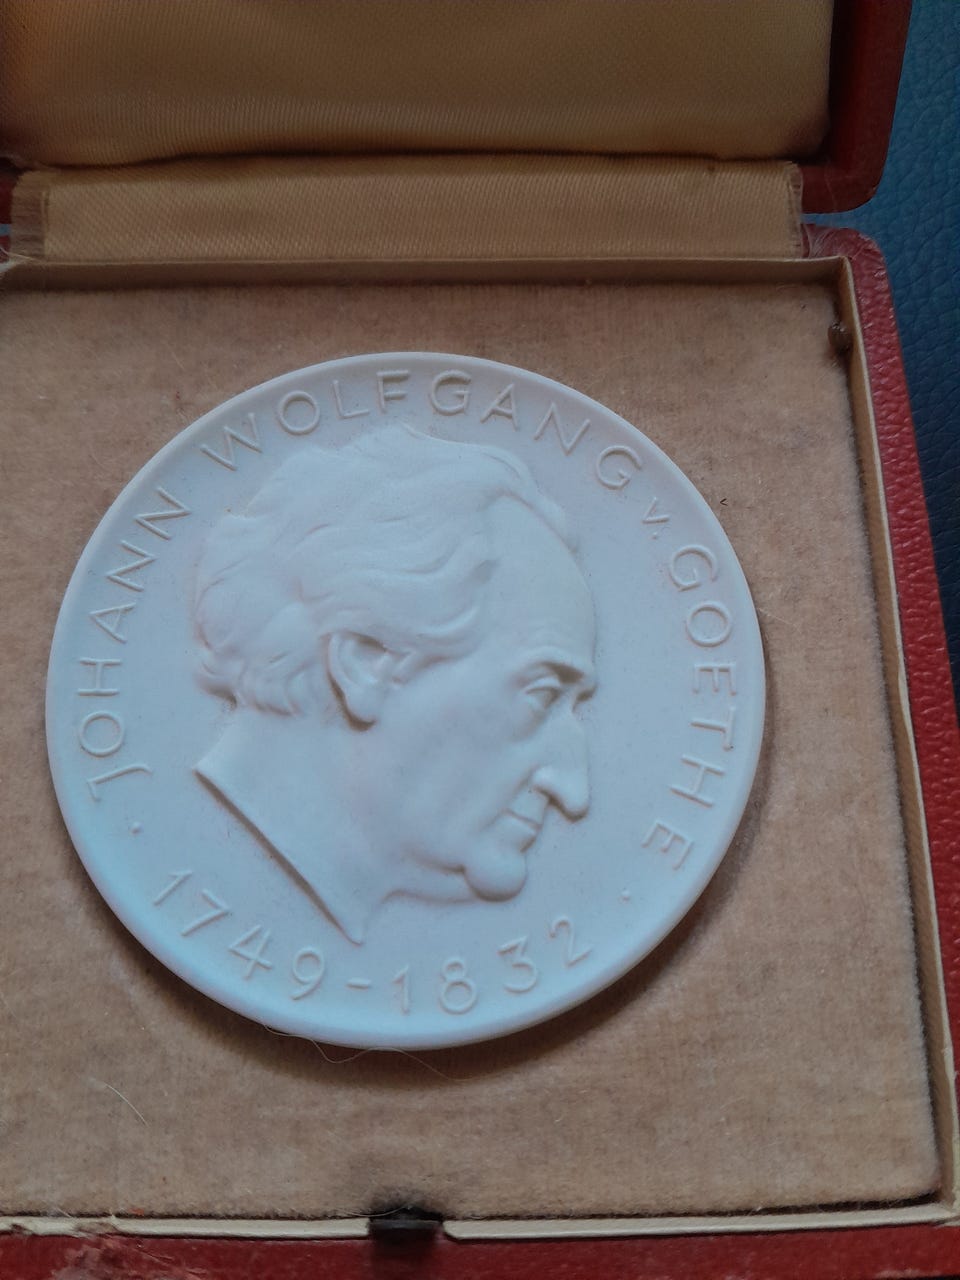 JOHANN WOLFGANG v. GOETHE
· 1749-1832 ·